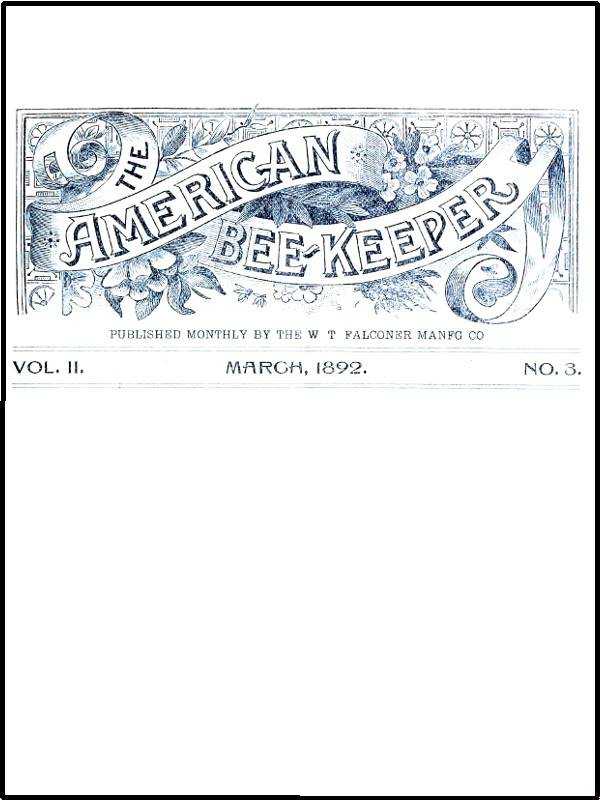 THE
AMERICAN
BEE-KEEPER
PUBLISHED MONTHLY BY THE W T FALCONER MANFG CO
VOL. II.
MARCH, 1892.
NO. 3.